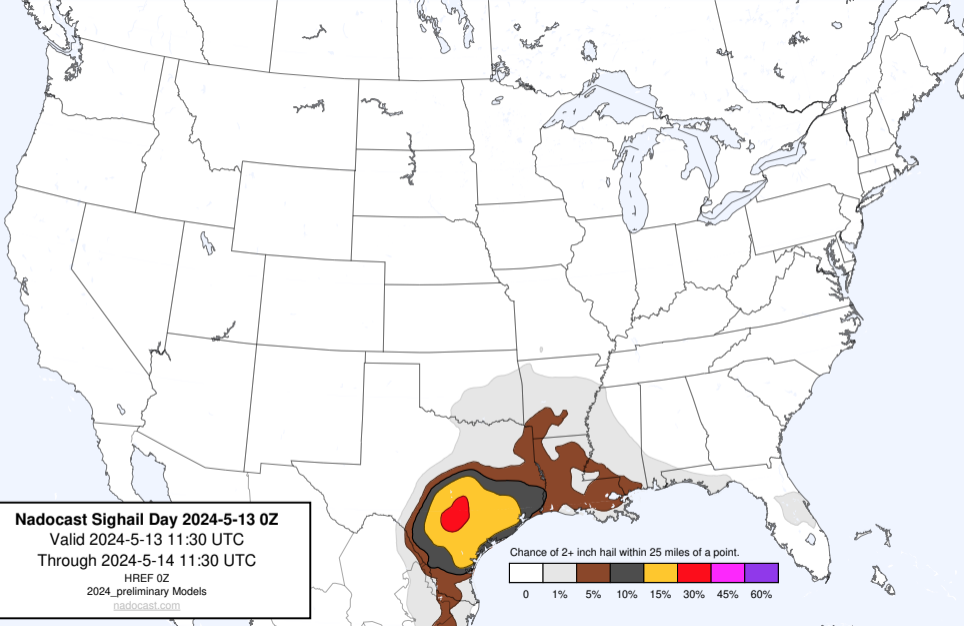 Nadocast Sighail Day 2024-5-13 0Z
Valid 2024-5-13 11:30 UTC
Through 2024-5-14 11:30 UTC
HREF 0Z
2024_preliminary Models
nadocast.com
Chance of 2+ inch hail within 25 miles of a point.
0 1% 5% 10% 15% 30% 45% 60%